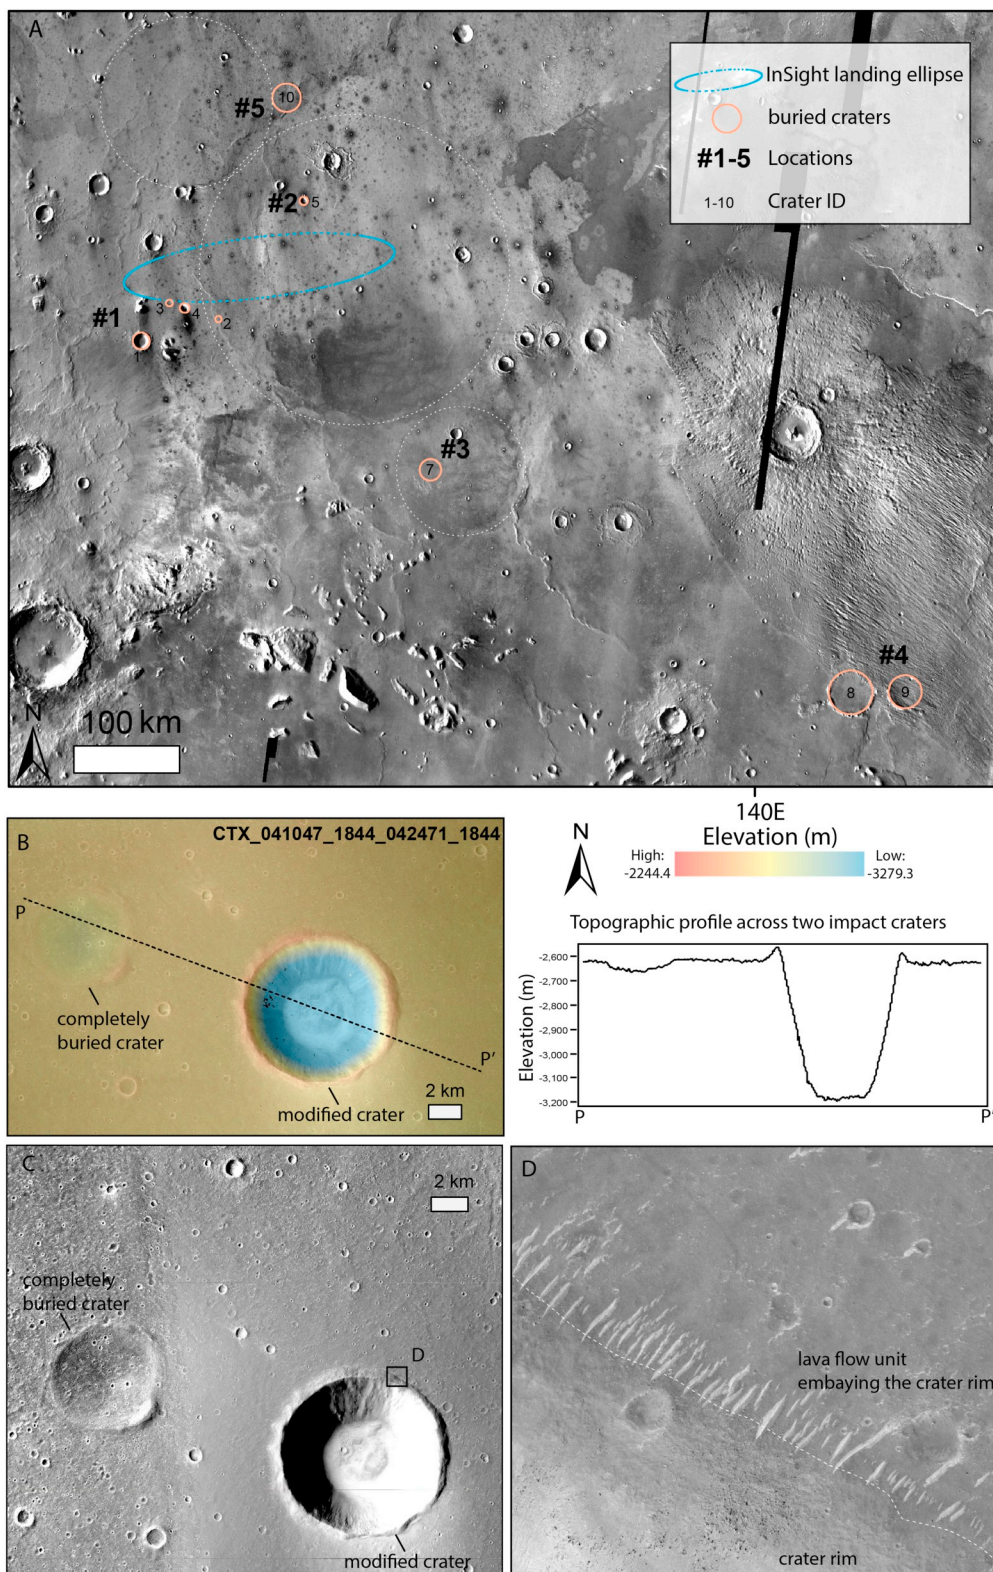 A
InSight landing ellipse
buried craters
#1-5 Locations
1-10 Crater ID
#5
10
#2
5
3
4
2
#1
1
#3
7
#4
8
9
N
100 km
140E
B
CTX_041047_1844_042471_1844
P
completely
buried crater
P'
2 km
modified crater
N
Elevation (m)
High:
-2244.4
Low:
-3279.3
Topographic profile across two impact craters
Elevation (m)
-2,600
-2,700
-2,800
-2,900
-3,000
-3,100
-3,200
P
P'
C
2 km
completely
buried crater
D
modified crater
D
lava flow unit
embaying the crater rim
crater rim